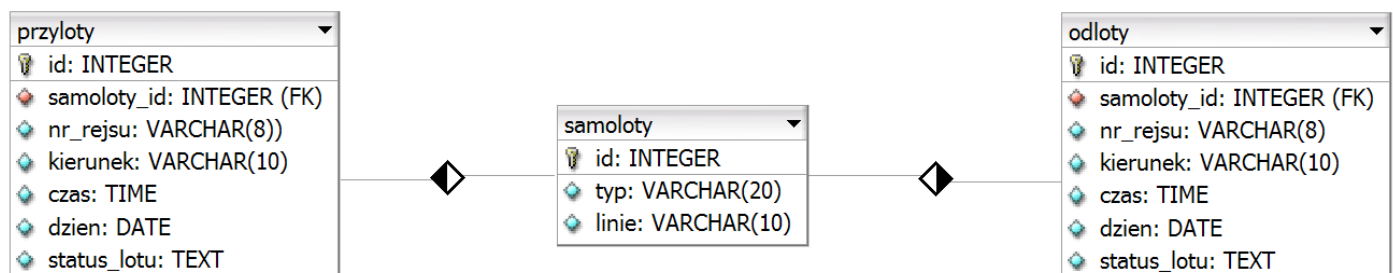 przyloty
id: INTEGER
samoloty_id: INTEGER (FK)
nr_rejsu: VARCHAR(8))
kierunek: VARCHAR(10)
czas: TIME
dzien: DATE
status_lotu: TEXT
samoloty
id: INTEGER
typ: VARCHAR(20)
linie: VARCHAR(10)
odloty
id: INTEGER
samoloty_id: INTEGER (FK)
nr_rejsu: VARCHAR(8)
kierunek: VARCHAR(10)
czas: TIME
dzien: DATE
status_lotu: TEXT